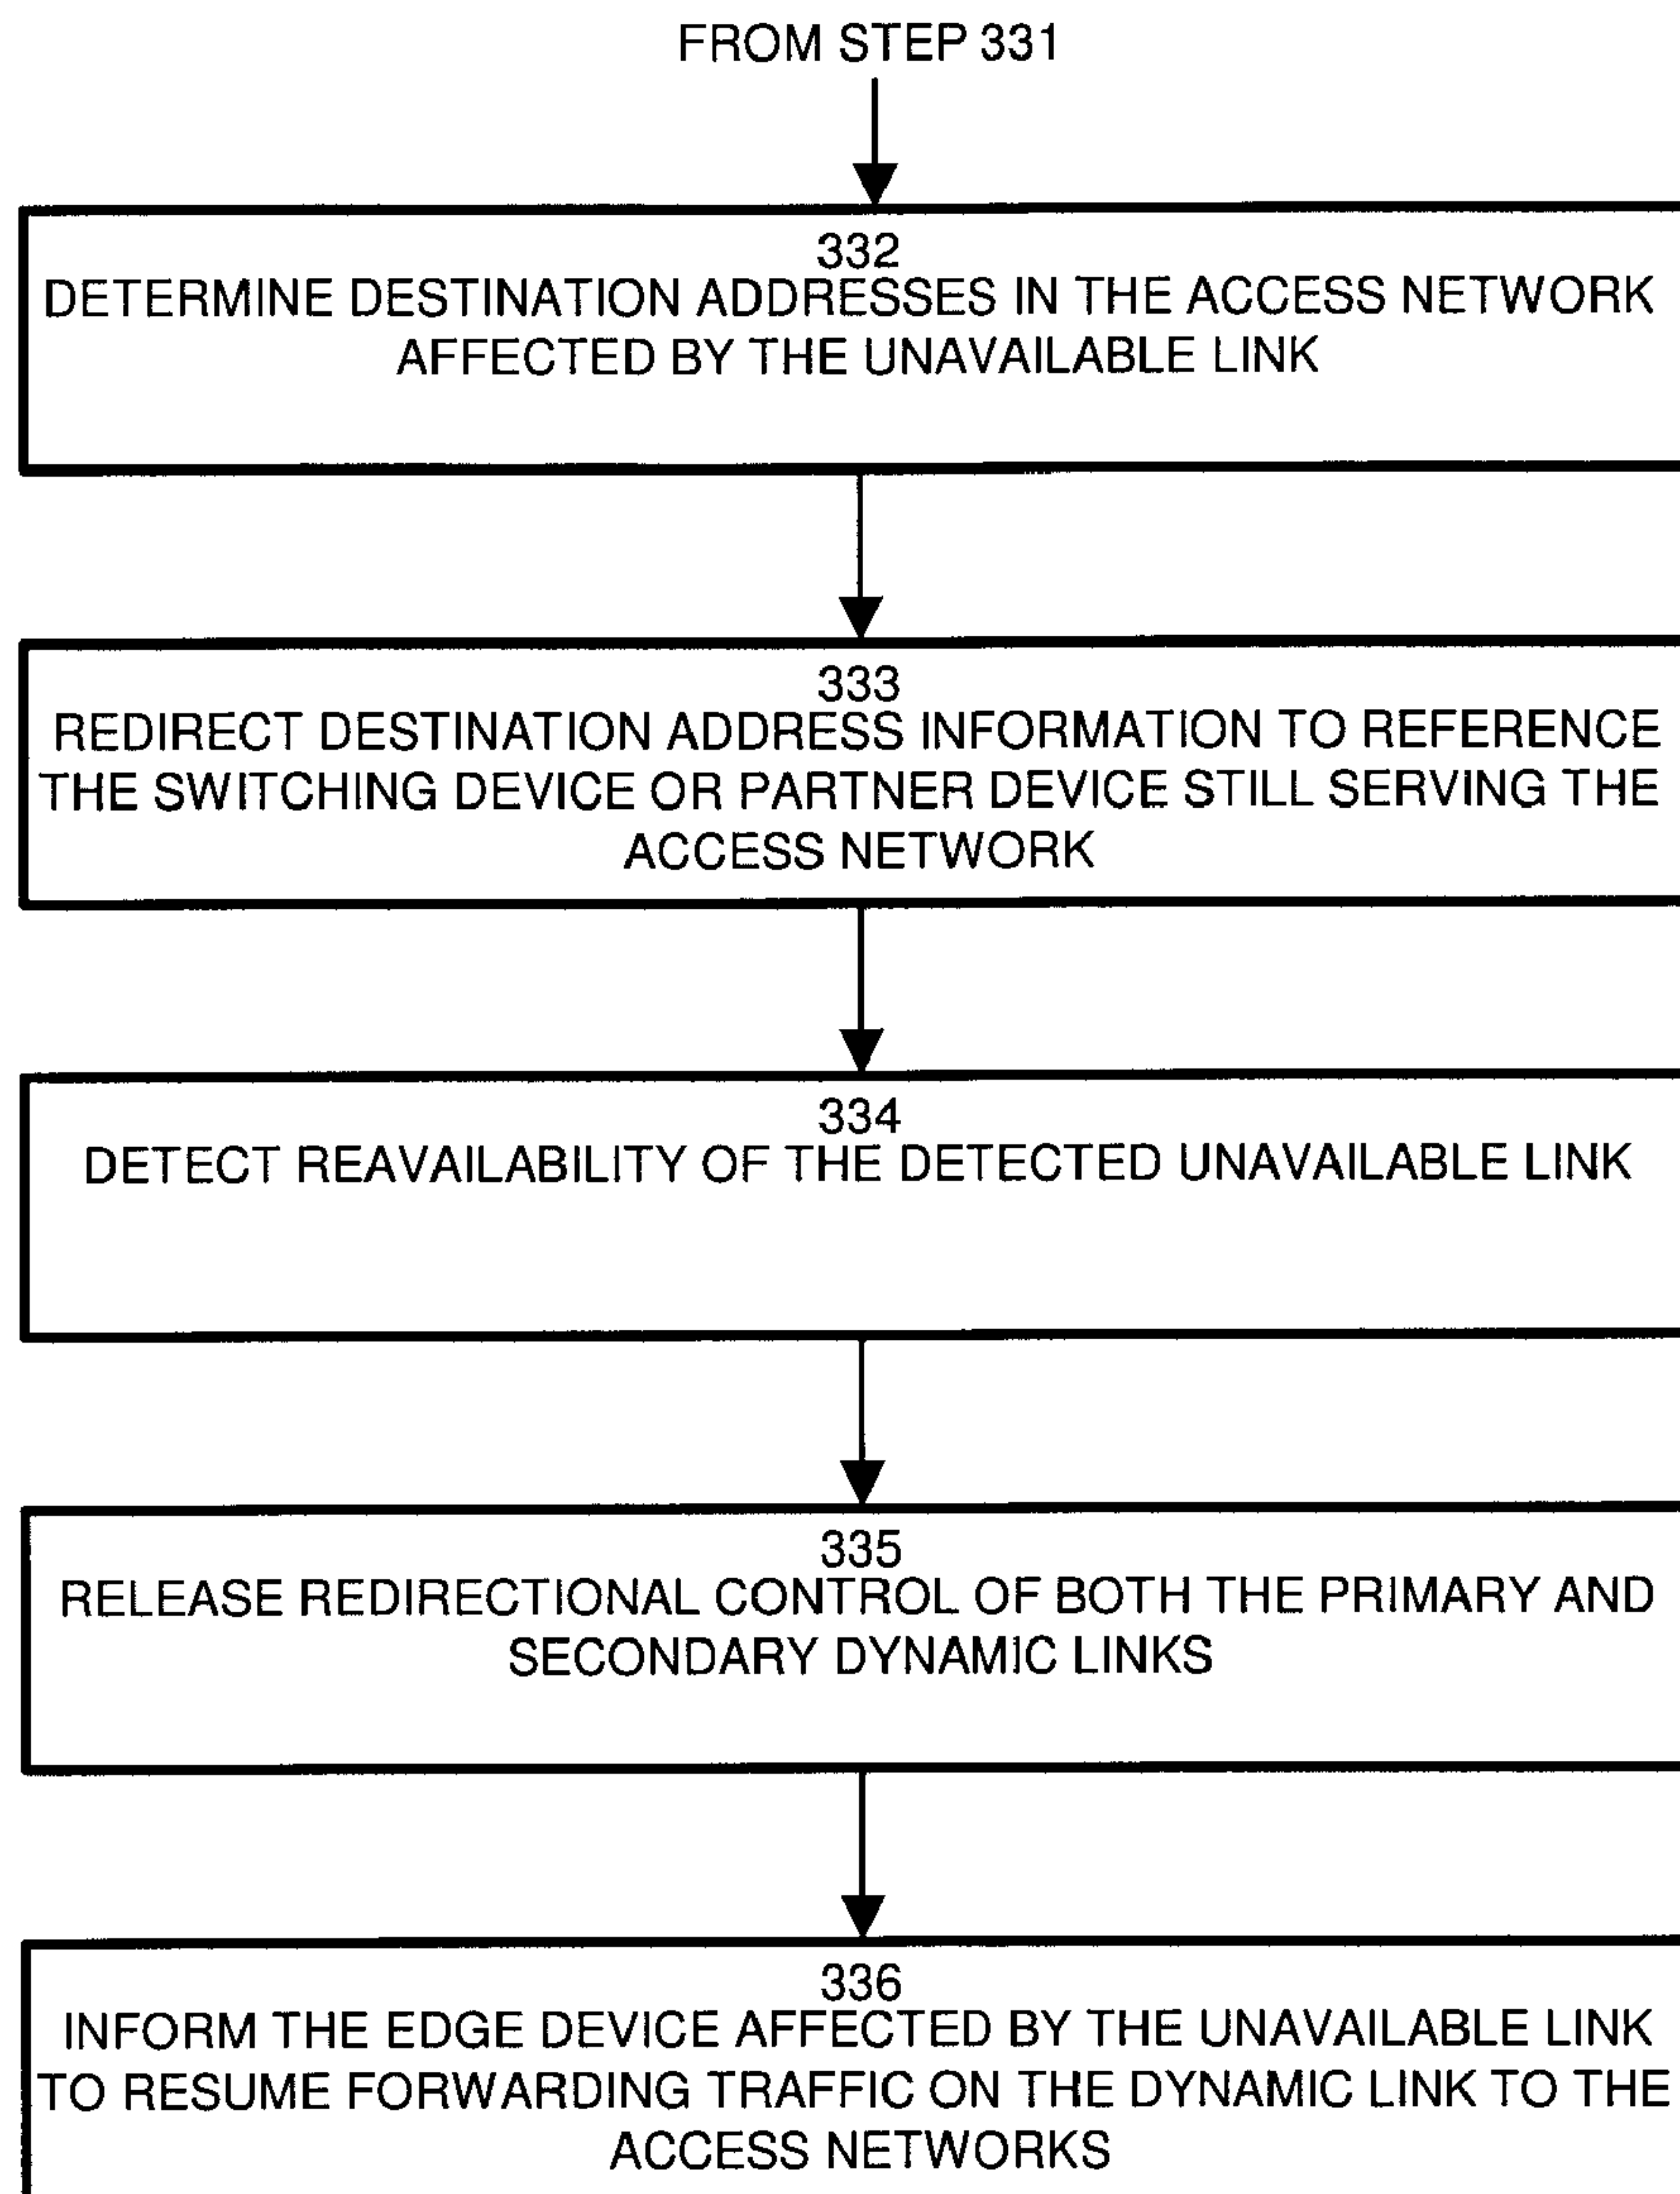 FROM STEP 331
332
DETERMINE DESTINATION ADDRESSES IN THE ACCESS NETWORK
AFFECTED BY THE UNAVAILABLE LINK
333
REDIRECT DESTINATION ADDRESS INFORMATION TO REFERENCE
THE SWITCHING DEVICE OR PARTNER DEVICE STILL SERVING THE
ACCESS NETWORK
334
DETECT REAVAILABILITY OF THE DETECTED UNAVAILABLE LINK
335
RELEASE REDIRECTIONAL CONTROL OF BOTH THE PRIMARY AND
SECONDARY DYNAMIC LINKS
336
INFORM THE EDGE DEVICE AFFECTED BY THE UNAVAILABLE LINK
TO RESUME FORWARDING TRAFFIC ON THE DYNAMIC LINK TO THE
ACCESS NETWORKS